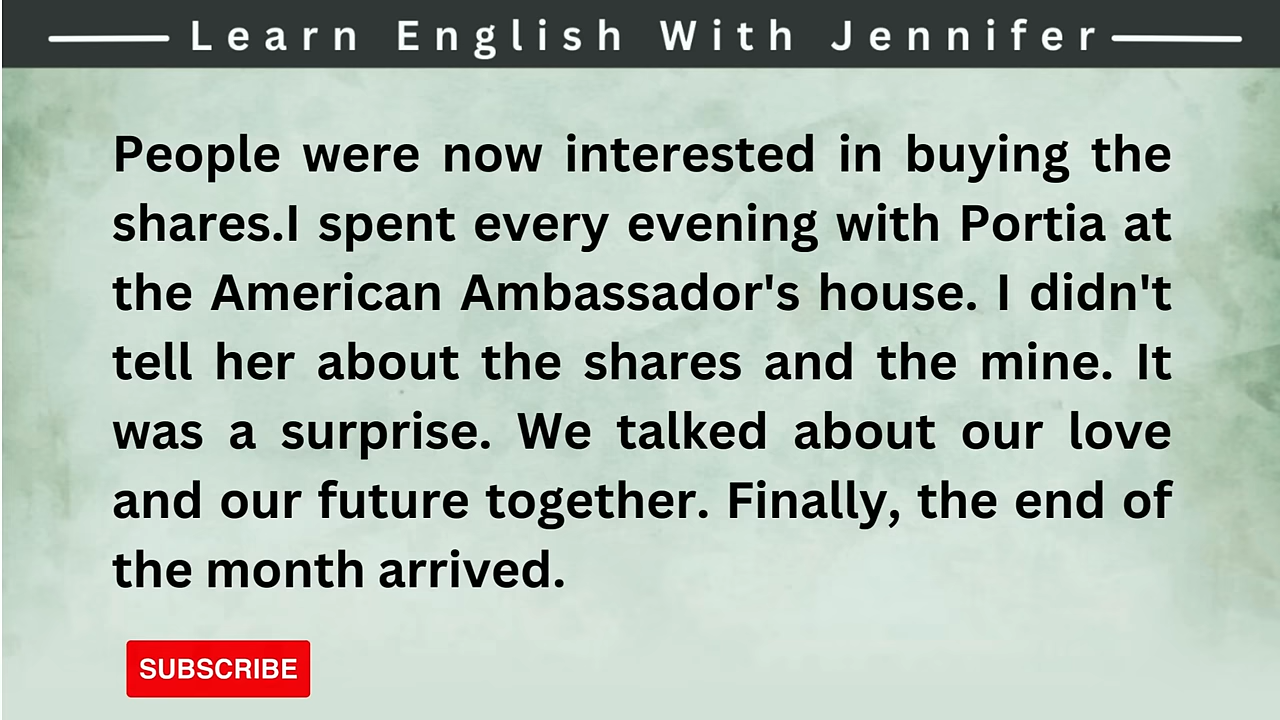 Learn English With Jennifer
People were now interested in buying the
shares.I spent every evening with Portia at
the American Ambassador's house. I didn't
tell her about the shares and the mine. It
was a surprise. We talked about our love
and our future together. Finally, the end of
the month arrived.
SUBSCRIBE